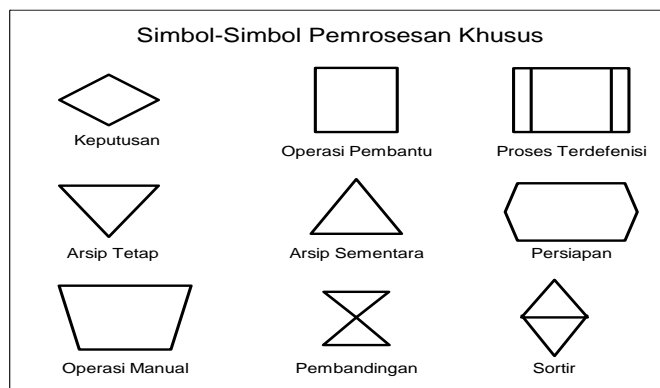 Simbol-Simbol Pemrosesan Khusus
Keputusan
Operasi Pembantu
Proses Terdefenisi
Arsip Tetap
Arsip Sementara
Persiapan
Operasi Manual
Pembandingan
Sortir